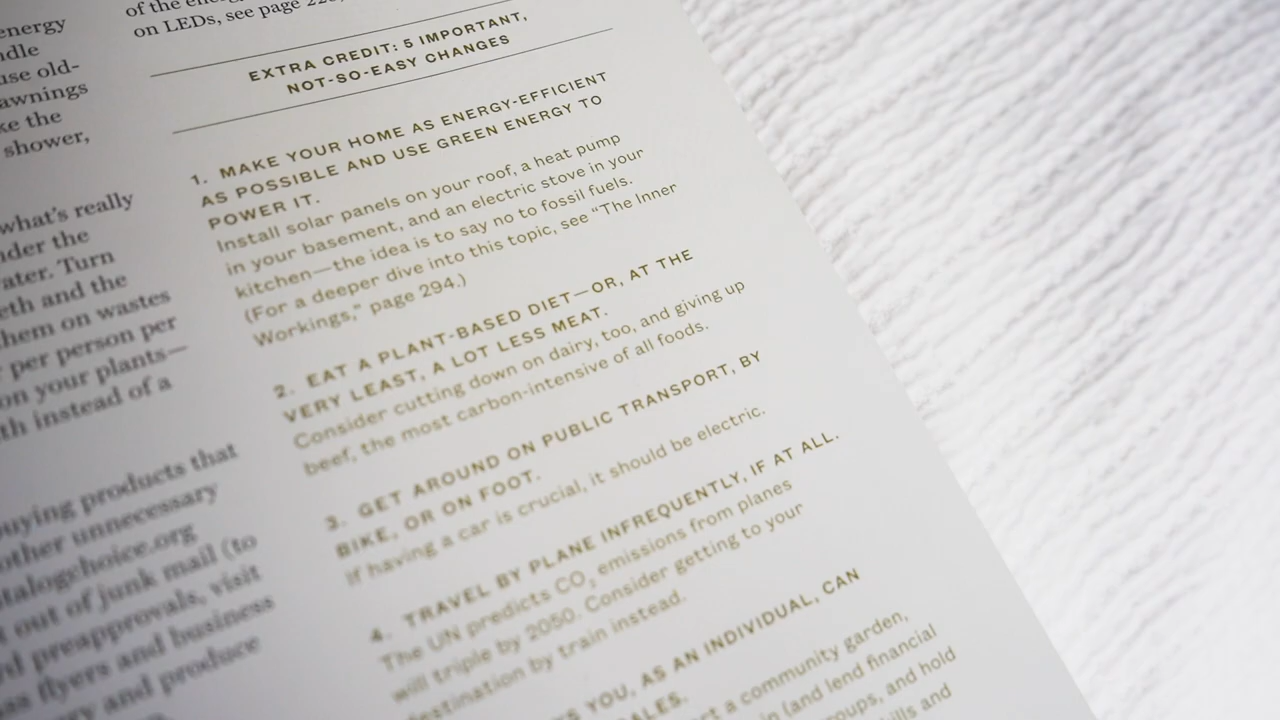 energy
ndle
use old-
awnings
ke the
shower,
what's really
nder the
ater. Turn
eth and the
hem on wastes
per person per
on your plants—
th instead of a
buying products that
other unnecessary
talogchoice.org
t out of junk mail (to
d preapprovals, visit
ss flyers and business
ry and produce
of the energ
on LEDs, see page 22
EXTRA CREDIT: 5 IMPORTANT,
NOT-SO-EASY CHANGES
1. MAKE YOUR HOME AS ENERGY-EFFICIENT
AS POSSIBLE AND USE GREEN ENERGY TO
POWER IT.
Install solar panels on your roof, a heat pump
in your basement, and an electric stove in your
kitchen—the idea is to say no to fossil fuels.
(For a deeper dive into this topic, see "The Inner
Workings," page 294.)
2. EAT A PLANT-BASED DIET—OR, AT THE
VERY LEAST, A LOT LESS MEAT.
Consider cutting down on dairy, too, and giving up
beef, the most carbon-intensive of all foods.
3. GET AROUND ON PUBLIC TRANSPORT, BY
BIKE, OR ON FOOT.
If having a car is crucial, it should be electric.
4. TRAVEL BY PLANE INFREQUENTLY, IF AT ALL.
The UN predicts CO₂ emissions from planes
will triple by 2050. Consider getting to your
destination by train instead.
YOU, AS AN INDIVIDUAL, CAN
ALES.
a community garden,
in (and lend financial
roups, and hold
ills and